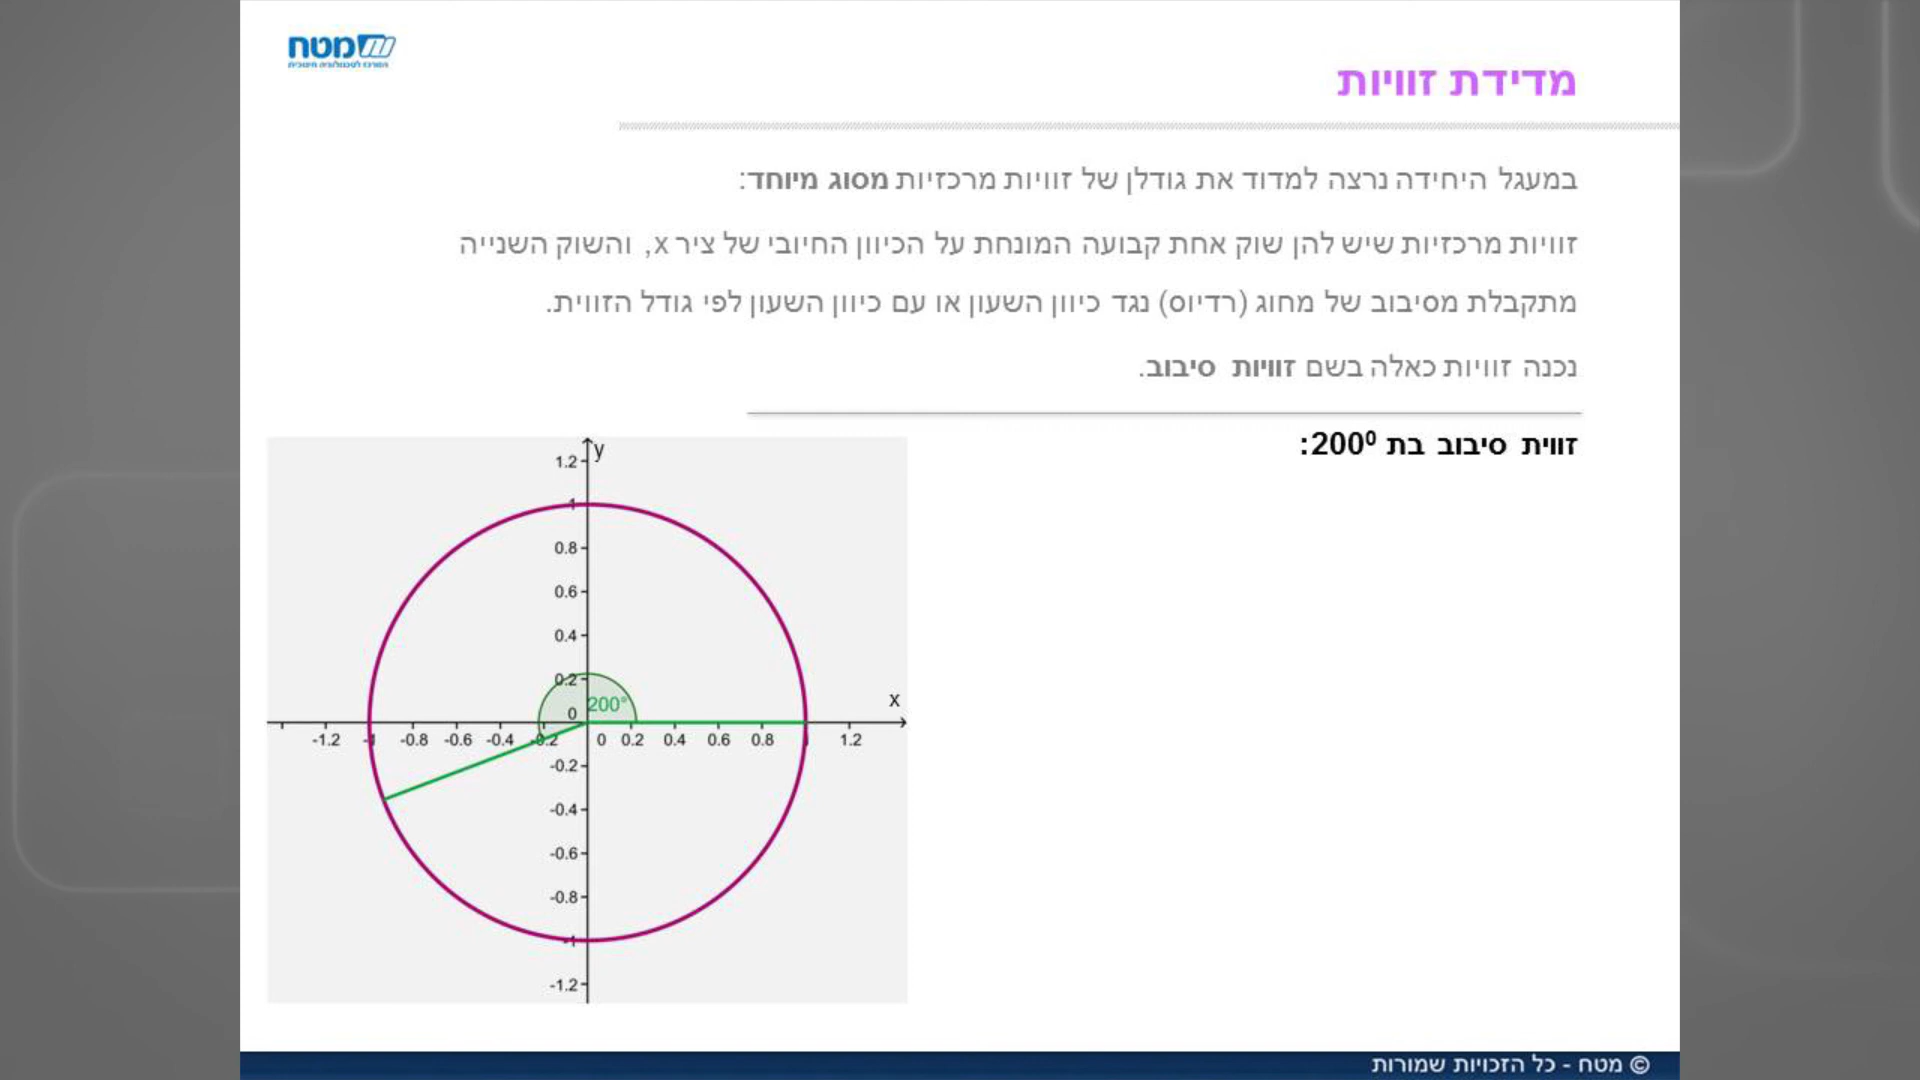 מטח
המרכז לטכנולוגיה חינוכית
מדידת זוויות
במעגל היחידה נרצה למדוד את גודלן של זוויות מרכזיות מסוג מיוחד:
זוויות מרכזיות שיש להן שוק אחת קבועה המונחת על הכיוון החיובי של ציר x, והשוק השנייה
מתקבלת מסיבוב של מחוג (רדיוס) נגד כיוון השעון או עם כיוון השעון לפי גודל הזווית.
נכנה זוויות כאלה בשם זוויות סיבוב.
זווית סיבוב בת 200⁰:
y
1.2
1
0.8
0.6
0.4
0.2
200°
x
0
-1.2 -1 -0.8 -0.6 -0.4 -0.2 0 0.2 0.4 0.6 0.8 1 1.2
-0.2
-0.4
-0.6
-0.8
-1
-1.2
© מטח - כל הזכויות שמורות